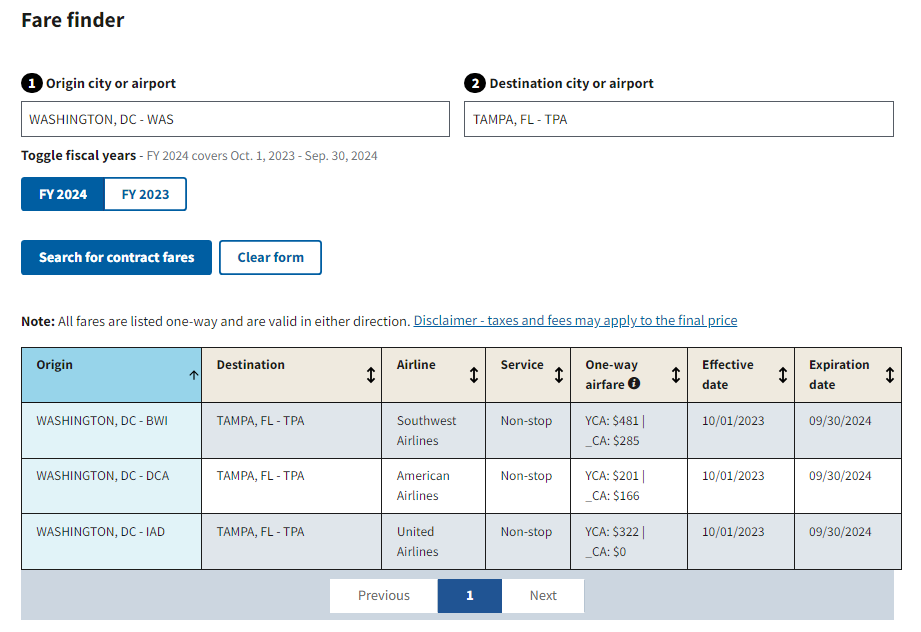 Fare finder
1 Origin city or airport
2 Destination city or airport
WASHINGTON, DC - WAS
TAMPA, FL - TPA
Toggle fiscal years - FY 2024 covers Oct. 1, 2023 - Sep. 30, 2024
FY 2024 FY 2023
Search for contract fares Clear form
Note: All fares are listed one-way and are valid in either direction. Disclaimer - taxes and fees may apply to the final price
Origin Destination Airline Service One-way airfare Effective date Expiration date
WASHINGTON, DC - BWI TAMPA, FL - TPA Southwest Airlines Non-stop YCA: $481 | _CA: $285 10/01/2023 09/30/2024
WASHINGTON, DC - DCA TAMPA, FL - TPA American Airlines Non-stop YCA: $201 | _CA: $166 10/01/2023 09/30/2024
WASHINGTON, DC - IAD TAMPA, FL - TPA United Airlines Non-stop YCA: $322 | _CA: $0 10/01/2023 09/30/2024
Previous 1 Next